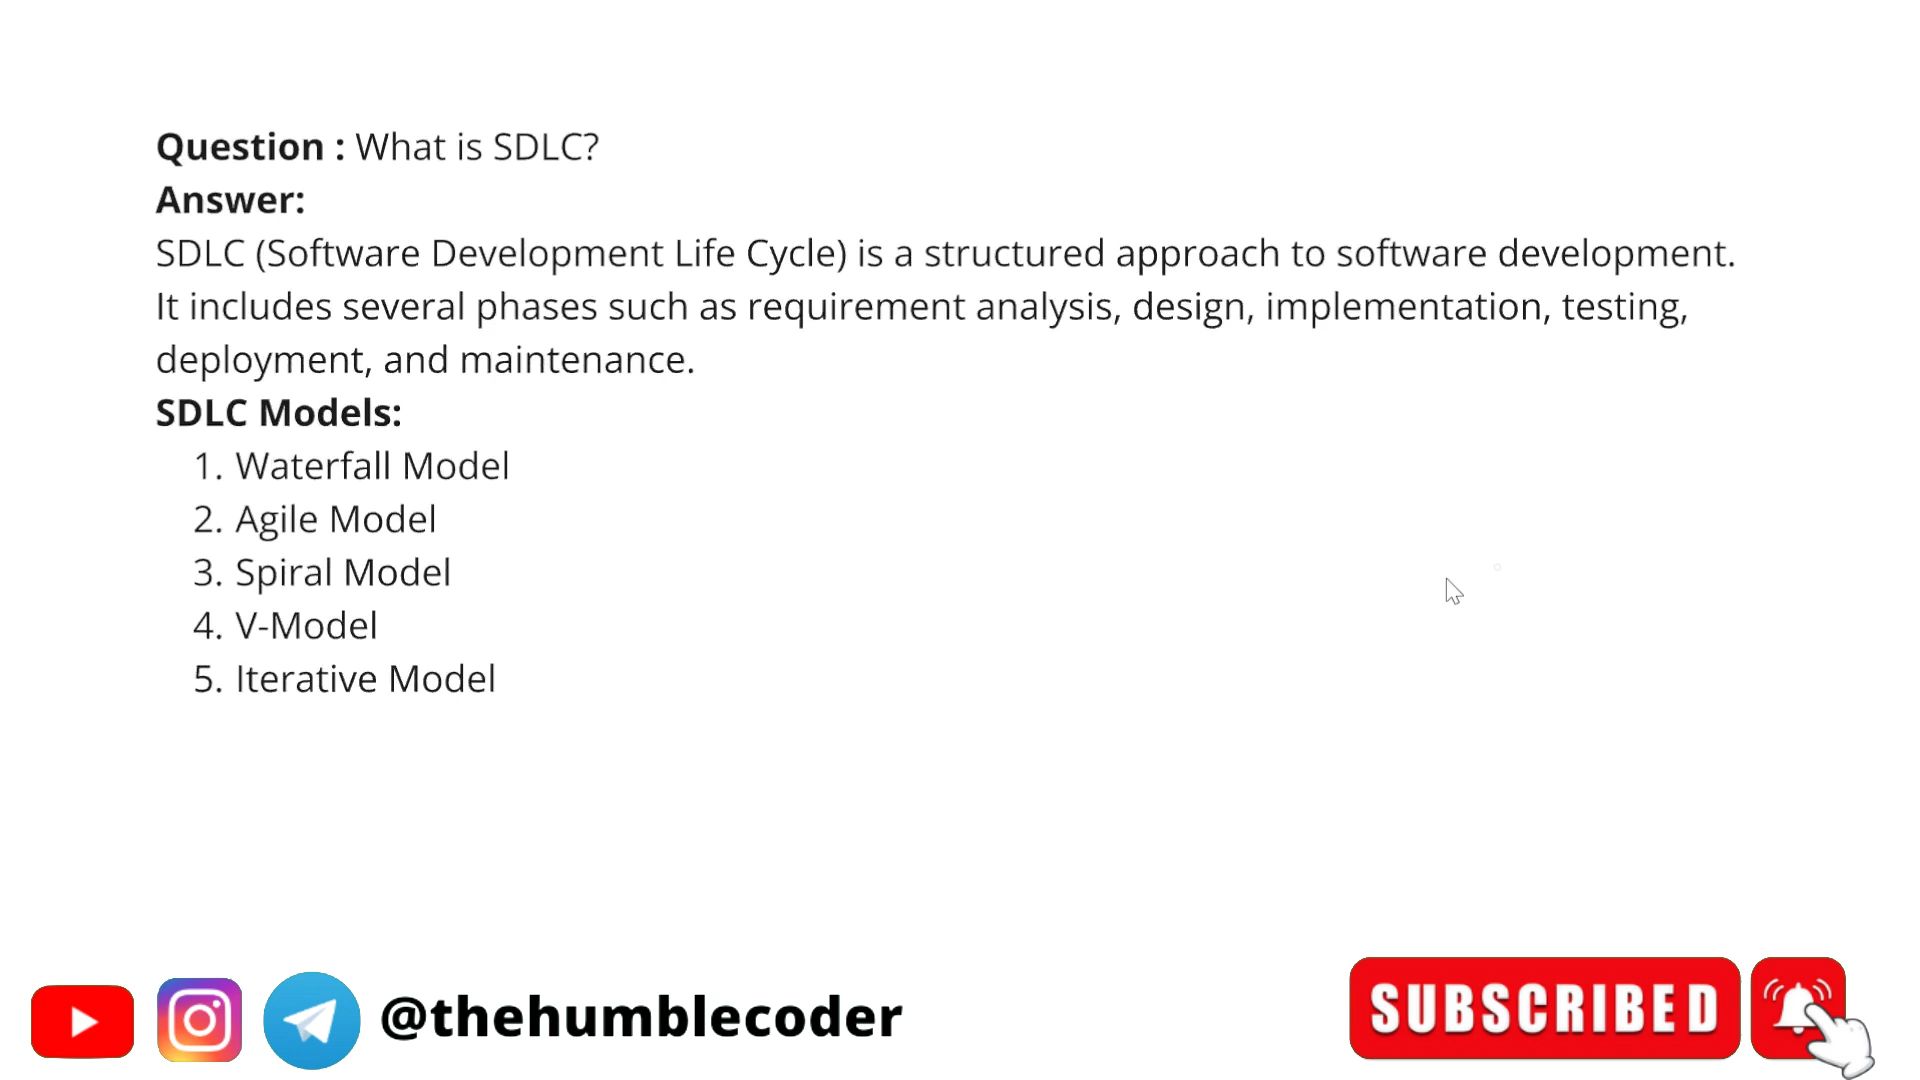 Question : What is SDLC?
Answer:
SDLC (Software Development Life Cycle) is a structured approach to software development.
It includes several phases such as requirement analysis, design, implementation, testing,
deployment, and maintenance.
SDLC Models:
1. Waterfall Model
2. Agile Model
3. Spiral Model
4. V-Model
5. Iterative Model
@thehumblecoder
SUBSCRIBED